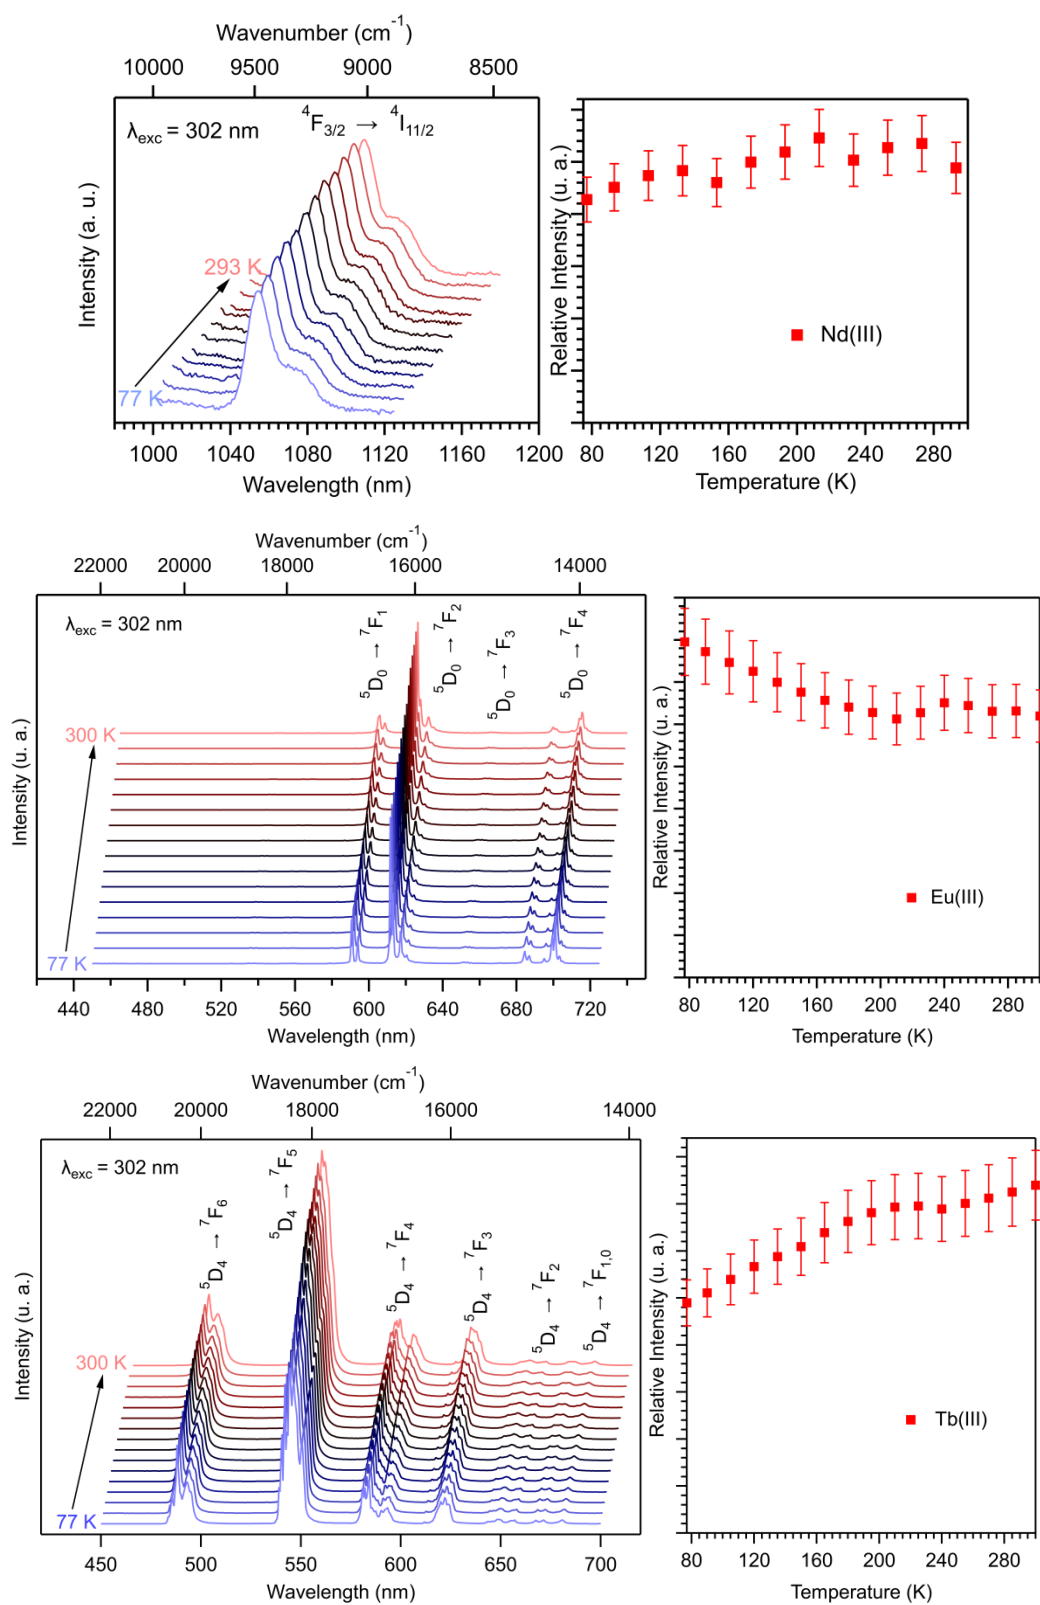 Wavenumber (cm⁻¹)
10000 9500 9000 8500
λexc = 302 nm
⁴F3/2 → ⁴I11/2
Intensity (a. u.)
293 K
77 K
1000 1040 1080 1120 1160 1200
Wavelength (nm)
Relative Intensity (u. a.)
Nd(III)
80 120 160 200 240 280
Temperature (K)
Wavenumber (cm⁻¹)
22000 20000 18000 16000 14000
λexc = 302 nm
⁵D0 → ⁷F1
⁵D0 → ⁷F2
⁵D0 → ⁷F3
⁵D0 → ⁷F4
Intensity (u. a.)
300 K
77 K
440 480 520 560 600 640 680 720
Wavelength (nm)
Relative Intensity (u. a.)
Eu(III)
80 120 160 200 240 280
Temperature (K)
Wavenumber (cm⁻¹)
22000 20000 18000 16000 14000
λexc = 302 nm
⁵D4 → ⁷F6
⁵D4 → ⁷F5
⁵D4 → ⁷F4
⁵D4 → ⁷F3
⁵D4 → ⁷F2
⁵D4 → ⁷F1,0
Intensity (u. a.)
300 K
77 K
450 500 550 600 650 700
Wavelength (nm)
Relative Intensity (u. a.)
Tb(III)
80 120 160 200 240 280
Temperature (K)